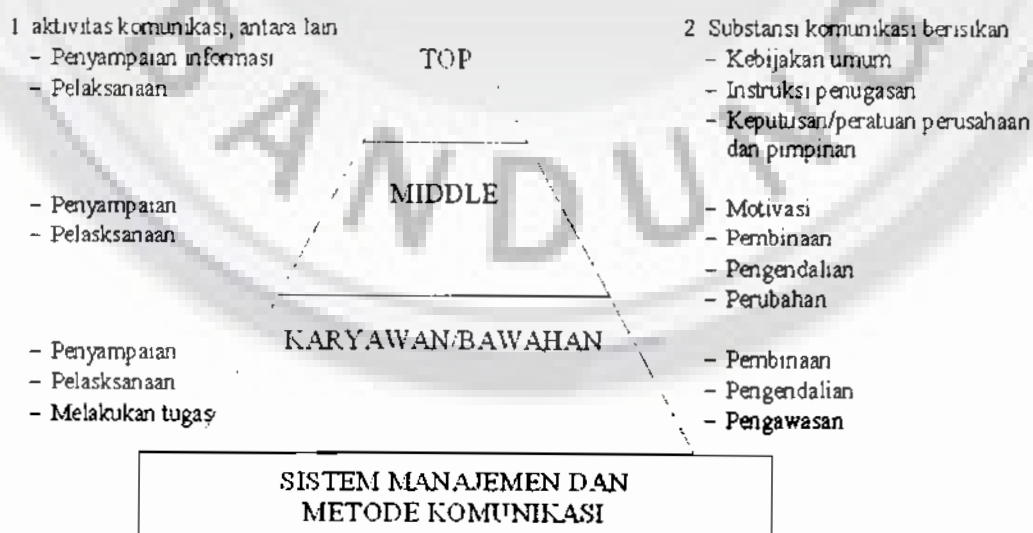 1 aktivitas komunikasi, antara lain
– Penyampaian informasi
– Pelaksanaan
TOP
2 Substansi komunikasi berisikan
– Kebijakan umum
– Instruksi penugasan
– Keputusan/peratuan perusahaan
dan pimpinan
– Penyampaian
– Pelasksanaan
MIDDLE
– Motivasi
– Pembinaan
– Pengendalian
– Perubahan
– Penyampaian
– Pelasksanaan
– Melakukan tugas
KARYAWAN/BAWAHAN
– Pembinaan
– Pengendalian
– Pengawasan
SISTEM MANAJEMEN DAN
METODE KOMUNIKASI
BANDUNG